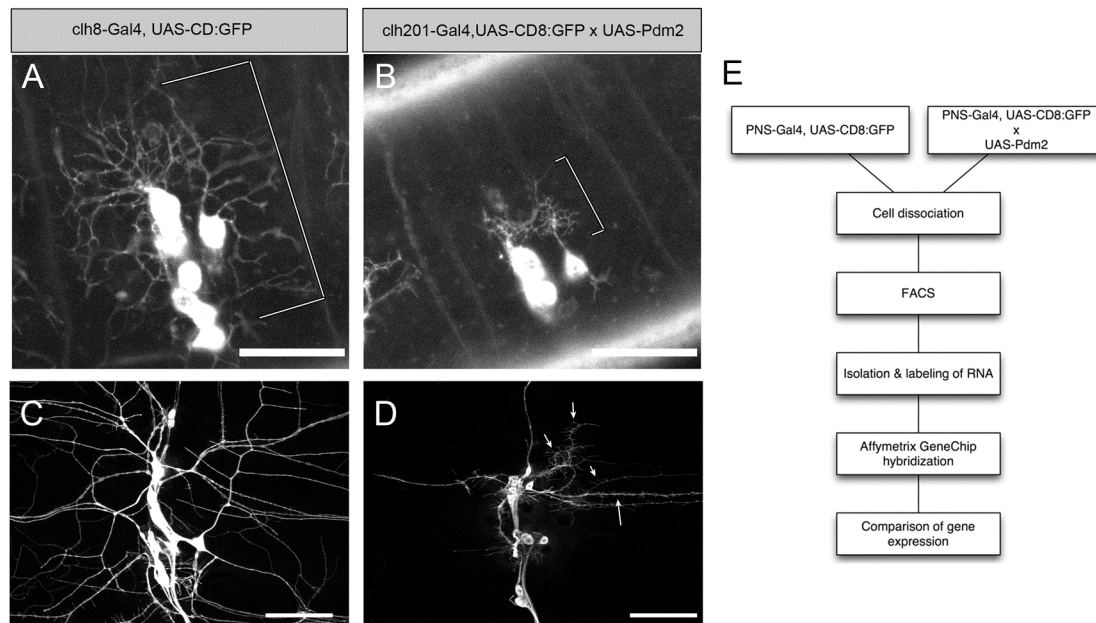 clh8-Gal4, UAS-CD:GFP
clh201-Gal4,UAS-CD8:GFP x UAS-Pdm2
A
B
C
D
E
PNS-Gal4, UAS-CD8:GFP
PNS-Gal4, UAS-CD8:GFP
x
UAS-Pdm2
Cell dissociation
FACS
Isolation & labeling of RNA
Affymetrix GeneChip
hybridization
Comparison of gene
expression